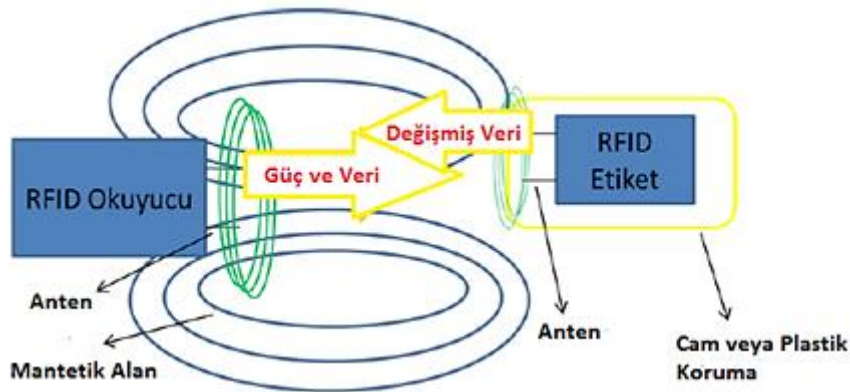 Değişmiş Veri
RFID
Etiket
Güç ve Veri
RFID Okuyucu
Anten
Anten
Mantetik Alan
Cam veya Plastik
Koruma